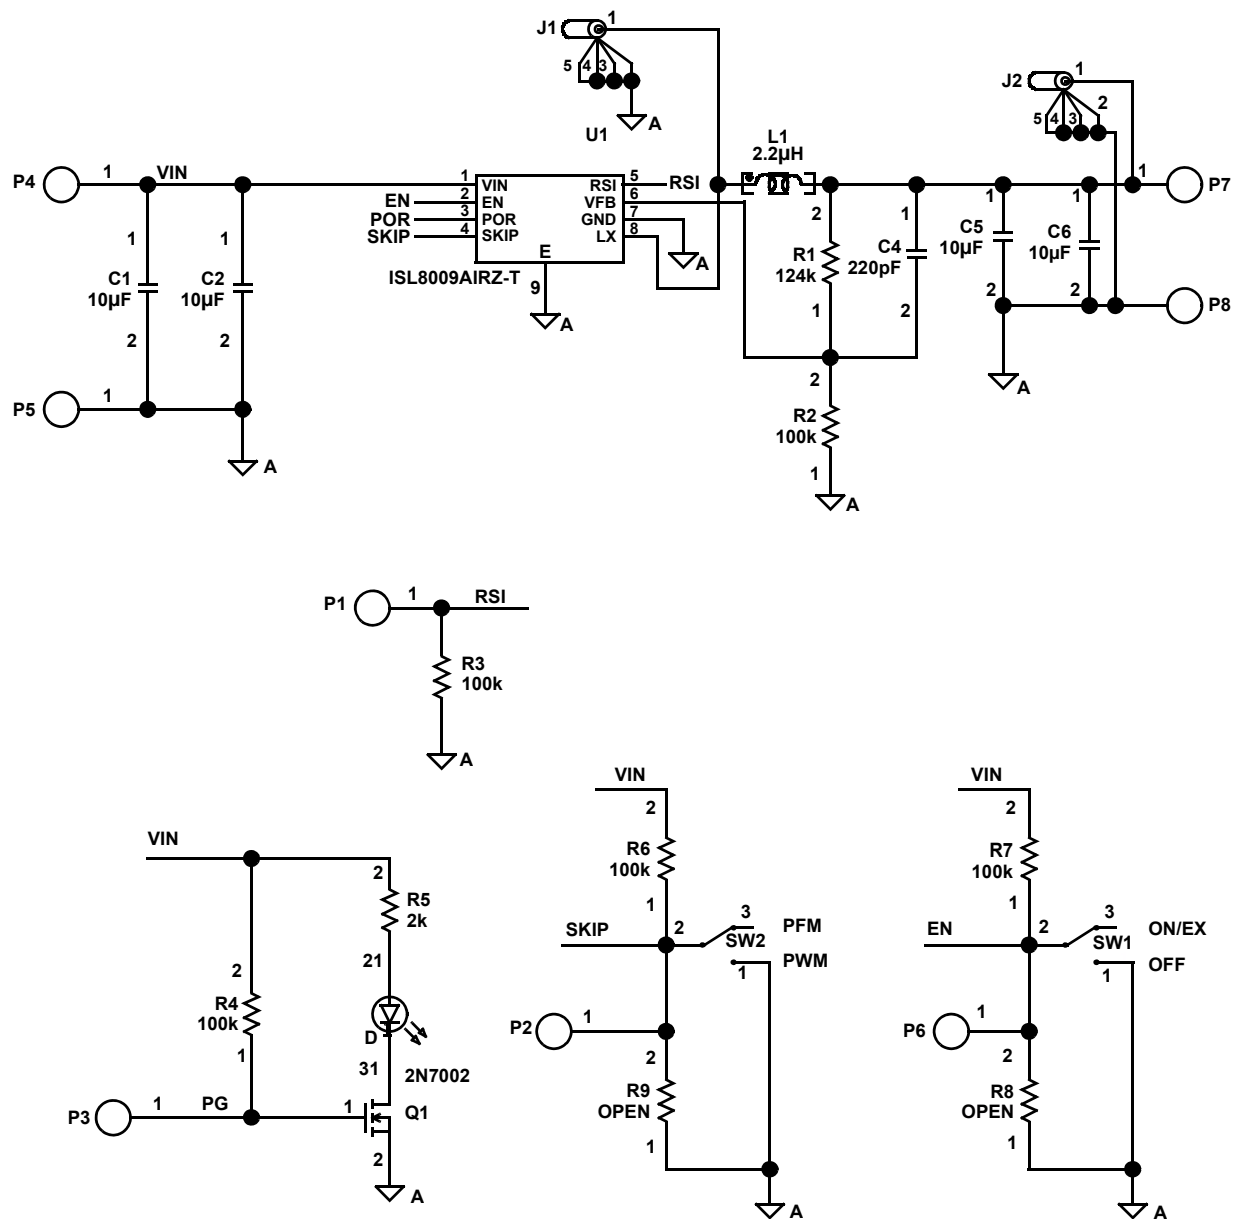 J1 1
5 4 3
A
U1
J2 1
5 4 3 2
L1
2.2µH
P4 1 VIN
1 VIN RSI 5 RSI
EN 2 EN VFB 6
POR 3 POR GND 7
SKIP 4 SKIP LX 8
E
ISL8009AIRZ-T
9
A
A
1 P7
1
C1
10µF
2
1
C2
10µF
2
2
R1
124k
1
1
C4
220pF
2
1
C5
10µF
2
1
C6
10µF
2
P8
P5 1
A
2
R2
100k
1
A
A
P1 1 RSI
R3
100k
A
VIN
2
R5
2k
21
2
R4
100k
1
D
31
2N7002
P3 1 PG 1 Q1
2
A
VIN
2
R6
100k
1
SKIP 2 3 PFM
SW2
1 PWM
P2 1
2
R9
OPEN
1
A
VIN
2
R7
100k
1
EN 2 3 ON/EX
SW1
1 OFF
P6 1
2
R8
OPEN
1
A